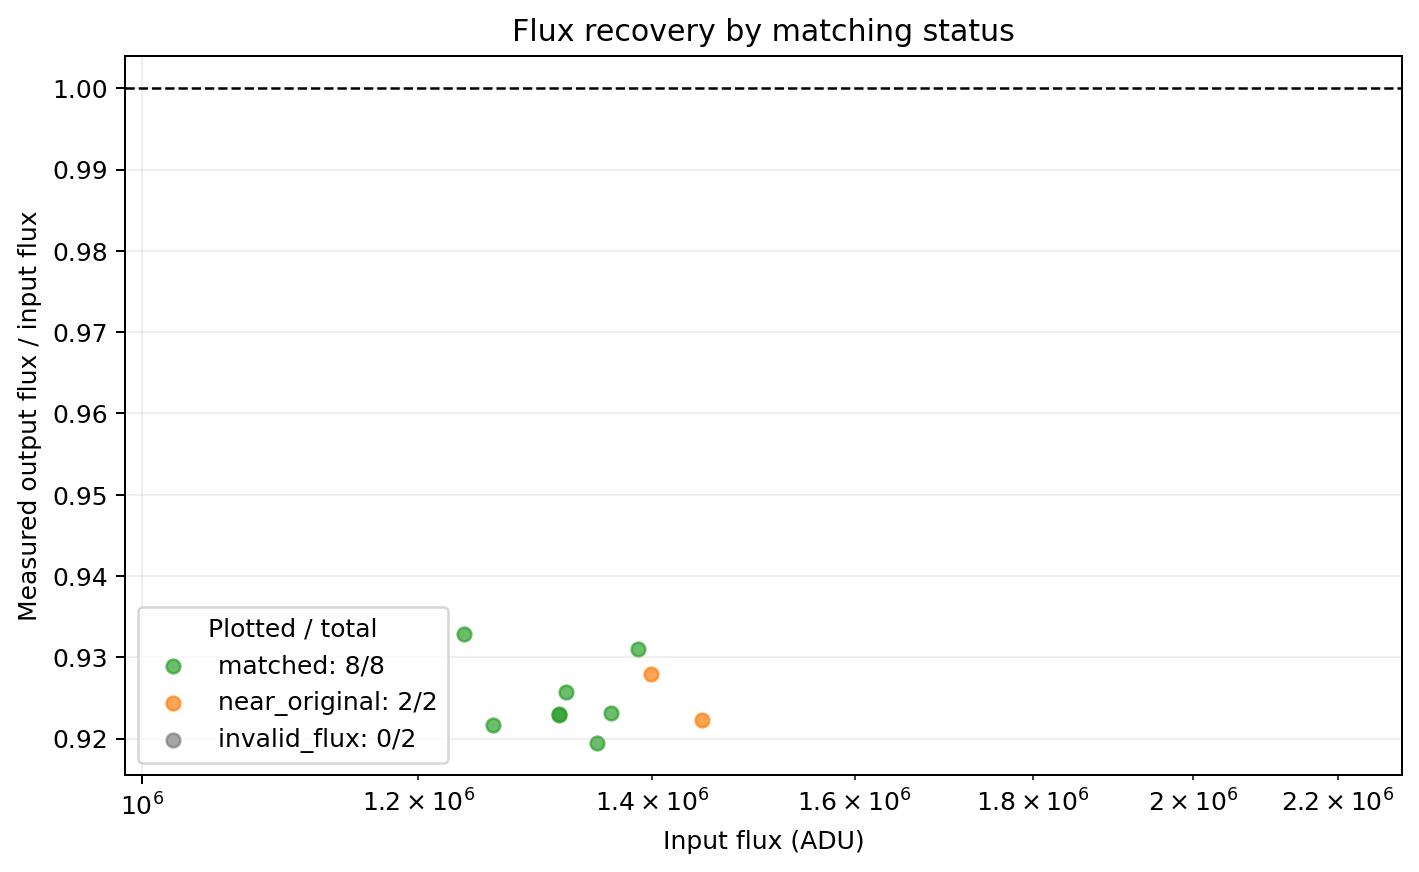 Flux recovery by matching status
Measured output flux / input flux
1.00
0.99
0.98
0.97
0.96
0.95
0.94
0.93
0.92
Plotted / total
matched: 8/8
near_original: 2/2
invalid_flux: 0/2
10⁶
1.2 × 10⁶
1.4 × 10⁶
1.6 × 10⁶
1.8 × 10⁶
2 × 10⁶
2.2 × 10⁶
Input flux (ADU)